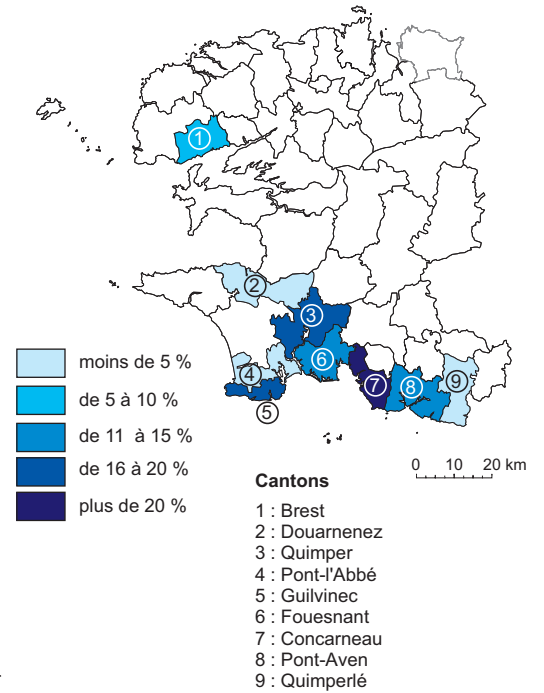 1
2
3
4
5
6
7
8
9
moins de 5 %
de 5 à 10 %
de 11 à 15 %
de 16 à 20 %
plus de 20 %
0 10 20 km
Cantons
1 : Brest
2 : Douarnenez
3 : Quimper
4 : Pont-l'Abbé
5 : Guilvinec
6 : Fouesnant
7 : Concarneau
8 : Pont-Aven
9 : Quimperlé